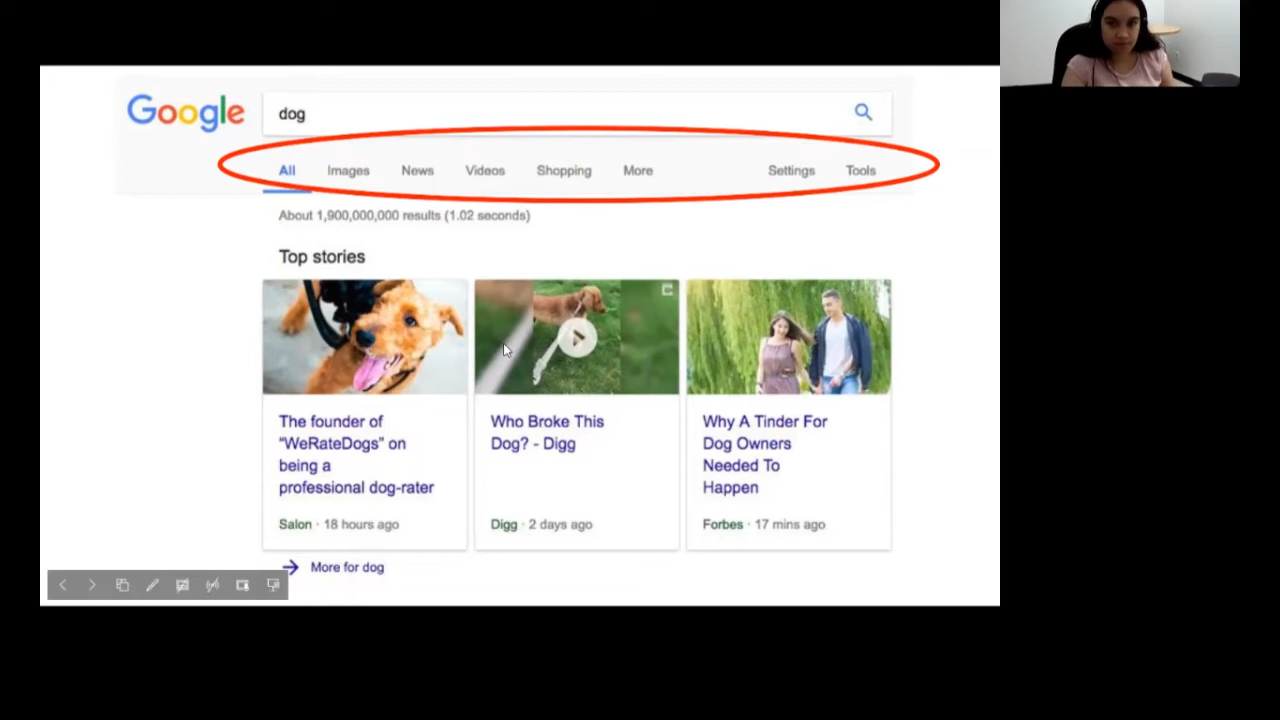 Google
dog
All Images News Videos Shopping More Settings Tools
About 1,900,000,000 results (1.02 seconds)
Top stories
The founder of
“WeRateDogs” on
being a
professional dog-rater
Salon · 18 hours ago
Who Broke This
Dog? - Digg
Digg · 2 days ago
Why A Tinder For
Dog Owners
Needed To
Happen
Forbes · 17 mins ago
More for dog